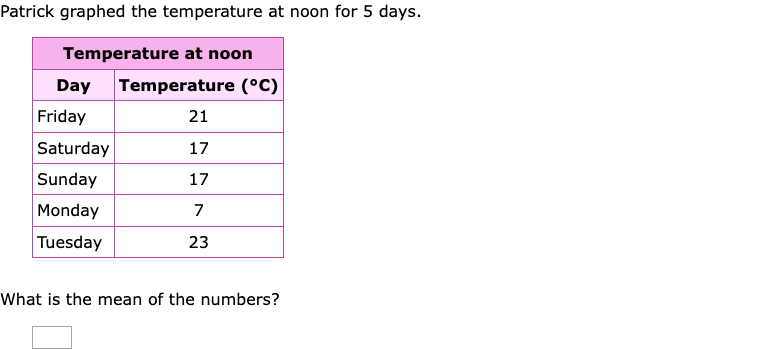 Patrick graphed the temperature at noon for 5 days.
Temperature at noon
Day Temperature (°C)
Friday 21
Saturday 17
Sunday 17
Monday 7
Tuesday 23
What is the mean of the numbers?